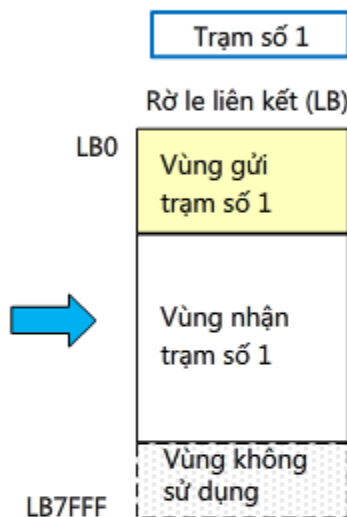 Trạm số 1
Rờ le liên kết (LB)
LB0
Vùng gửi
trạm số 1
Vùng nhận
trạm số 1
Vùng không
sử dụng
LB7FFF